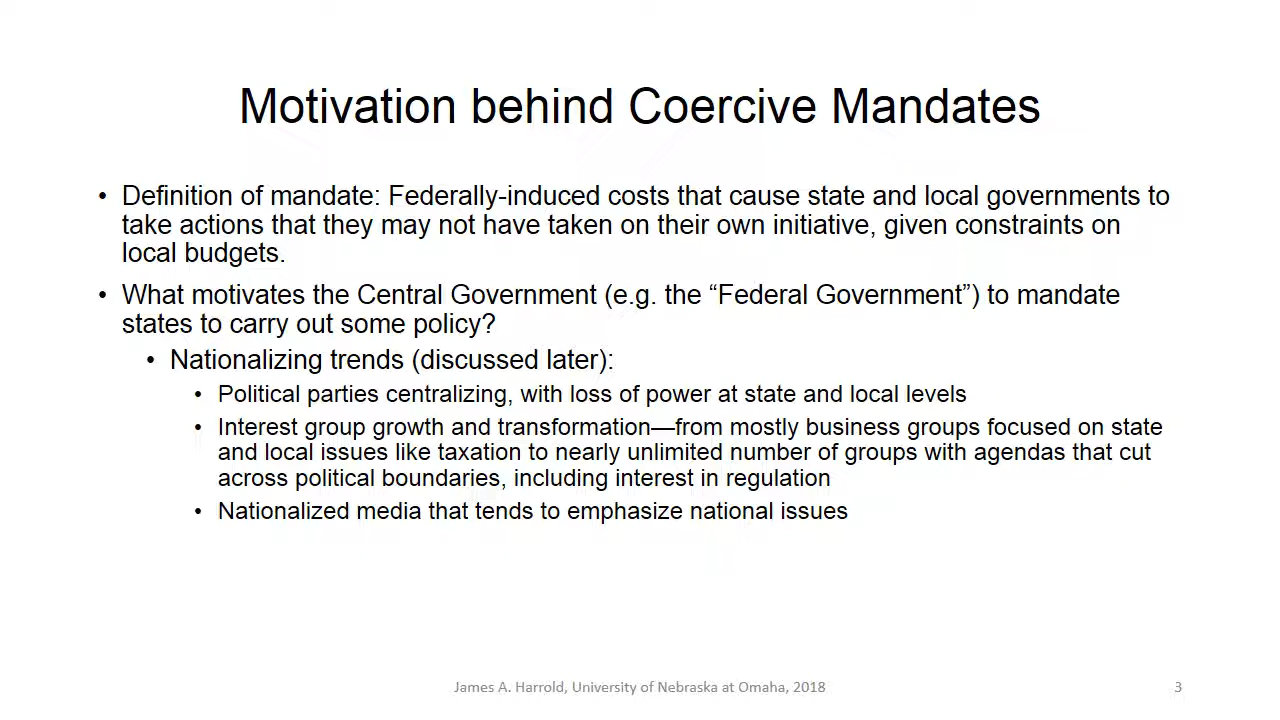 Motivation behind Coercive Mandates
• Definition of mandate: Federally-induced costs that cause state and local governments to
take actions that they may not have taken on their own initiative, given constraints on
local budgets.
• What motivates the Central Government (e.g. the “Federal Government”) to mandate
states to carry out some policy?
• Nationalizing trends (discussed later):
• Political parties centralizing, with loss of power at state and local levels
• Interest group growth and transformation—from mostly business groups focused on state
and local issues like taxation to nearly unlimited number of groups with agendas that cut
across political boundaries, including interest in regulation
• Nationalized media that tends to emphasize national issues
James A. Harrold, University of Nebraska at Omaha, 2018
3